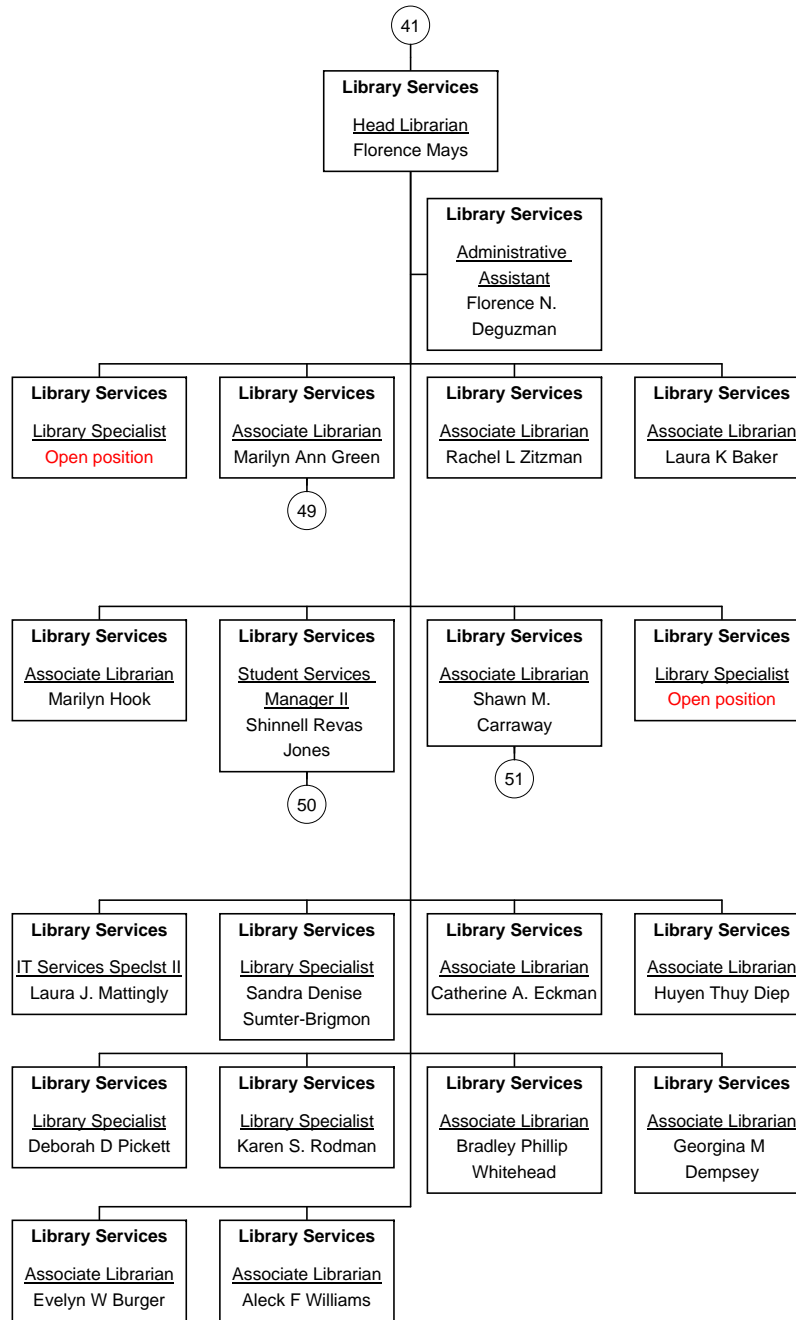 41
Library Services
Head Librarian
Florence Mays
Library Services
Administrative
Assistant
Florence N.
Deguzman
Library Services
Library Specialist
Open position
Library Services
Associate Librarian
Marilyn Ann Green
49
Library Services
Associate Librarian
Rachel L Zitzman
Library Services
Associate Librarian
Laura K Baker
Library Services
Associate Librarian
Marilyn Hook
Library Services
Student Services
Manager II
Shinnell Revas
Jones
50
Library Services
Associate Librarian
Shawn M.
Carraway
51
Library Services
Library Specialist
Open position
Library Services
IT Services Speclst II
Laura J. Mattingly
Library Services
Library Specialist
Sandra Denise
Sumter-Brigmon
Library Services
Associate Librarian
Catherine A. Eckman
Library Services
Associate Librarian
Huyen Thuy Diep
Library Services
Library Specialist
Deborah D Pickett
Library Services
Library Specialist
Karen S. Rodman
Library Services
Associate Librarian
Bradley Phillip
Whitehead
Library Services
Associate Librarian
Georgina M
Dempsey
Library Services
Associate Librarian
Evelyn W Burger
Library Services
Associate Librarian
Aleck F Williams